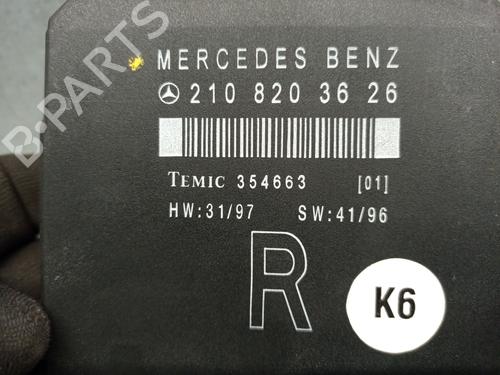 MERCEDES BENZ
210 820 36 26
TEMIC 354663 [01]
HW:31/97 SW:41/96
R
K6
B-PARTS